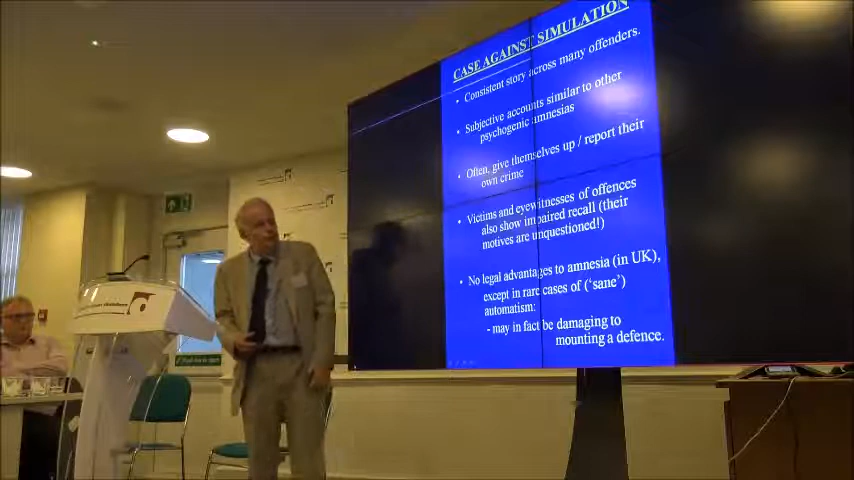 CASE AGAINST SIMULATION
• Consistent story across many offenders.
• Subjective accounts similar to other
psychogenic amnesias
• Often, give themselves up / report their
own crime
• Victims and eyewitnesses of offences
also show impaired recall (their
motives are unquestioned!)
• No legal advantages to amnesia (in UK),
except in rare cases of ('sane')
automatism:
- may in fact be damaging to
mounting a defence.